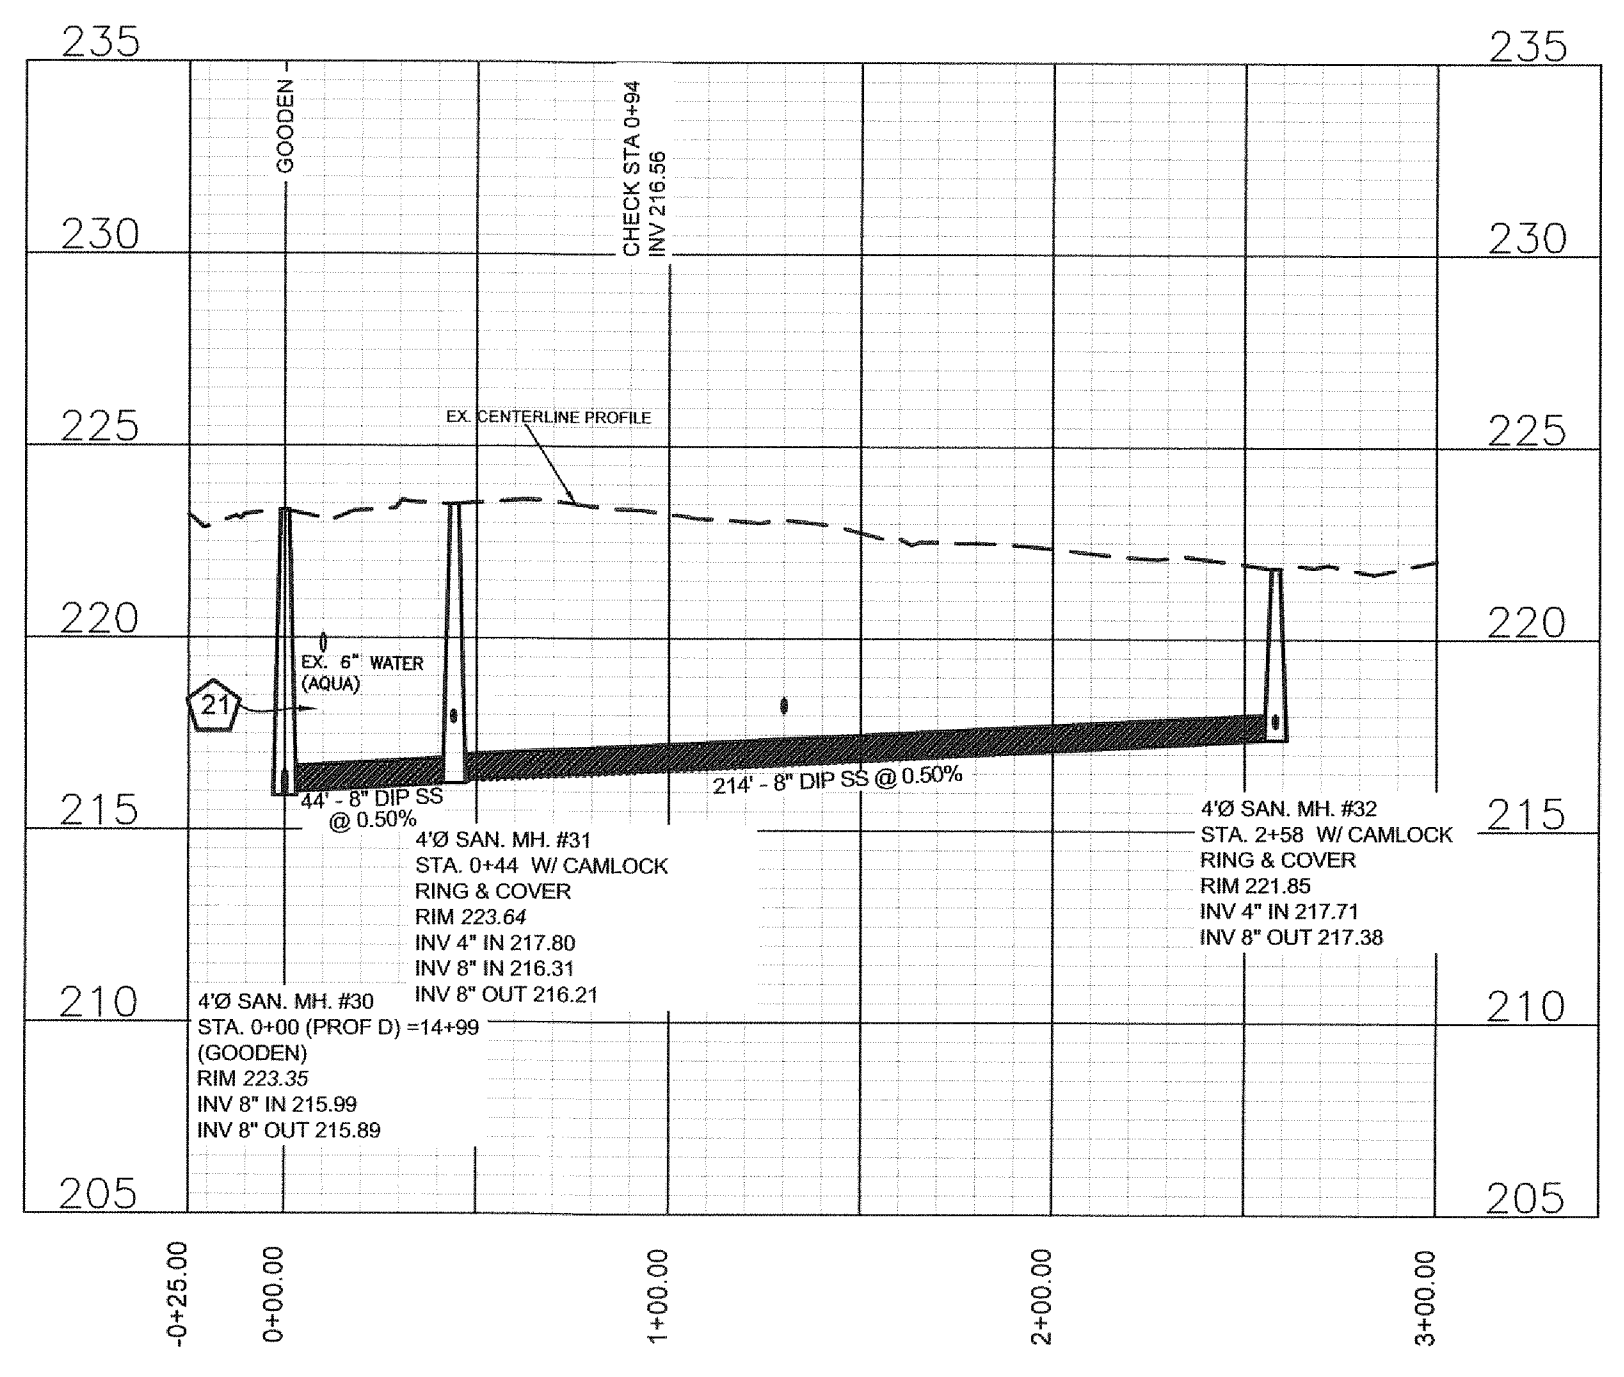 235
235
GOODEN
CHECK STA 0+94
INV 216.56
230
230
EX. CENTERLINE PROFILE
225
225
220
220
EX. 6" WATER
(AQUA)
21
44' - 8" DIP SS
@ 0.50%
214' - 8" DIP SS @ 0.50%
215
215
4'Ø SAN. MH. #31
STA. 0+44 W/ CAMLOCK
RING & COVER
RIM 223.64
INV 4" IN 217.80
INV 8" IN 216.31
INV 8" OUT 216.21
4'Ø SAN. MH. #32
STA. 2+58 W/ CAMLOCK
RING & COVER
RIM 221.85
INV 4" IN 217.71
INV 8" OUT 217.38
210
210
4'Ø SAN. MH. #30
STA. 0+00 (PROF D) =14+99
(GOODEN)
RIM 223.35
INV 8" IN 215.99
INV 8" OUT 215.89
205
205
-0+25.00
0+00.00
1+00.00
2+00.00
3+00.00